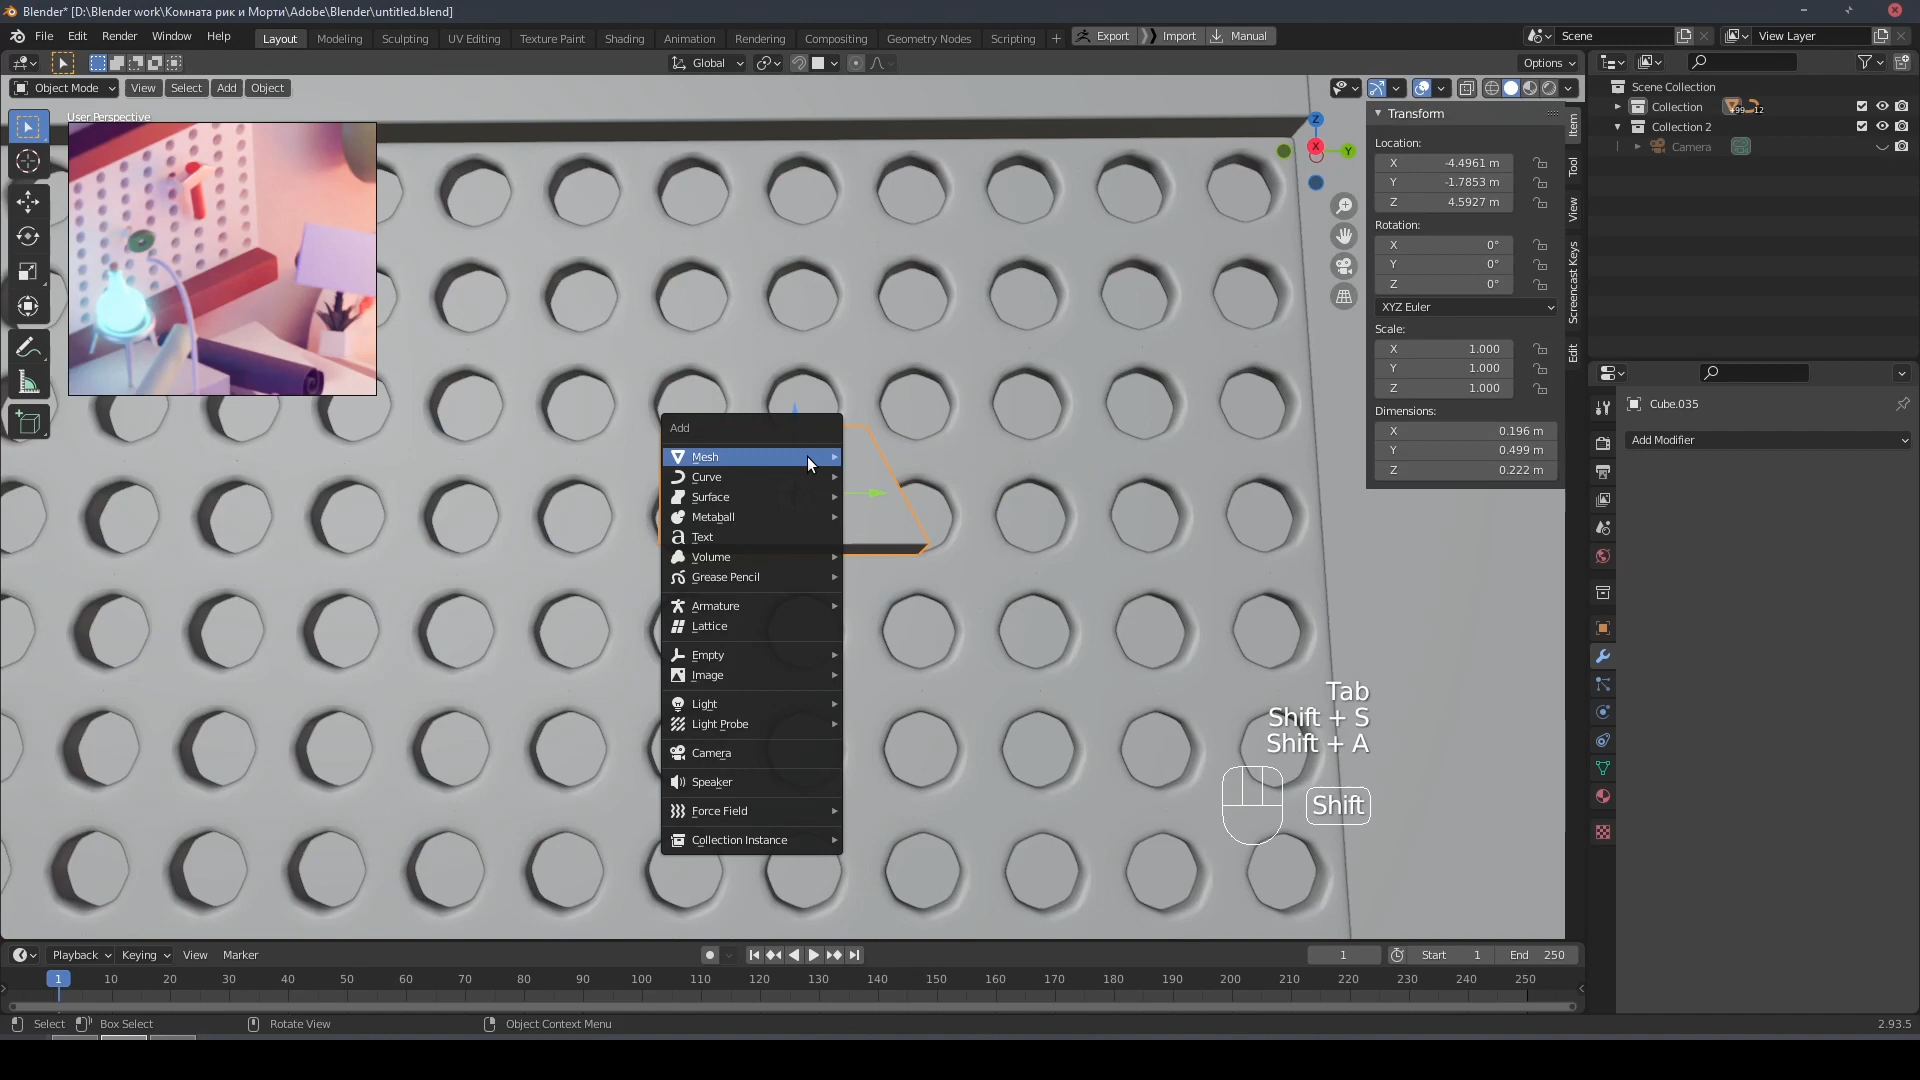 Blender* [D:\Blender work\Комната рик и Морти\Adobe\Blender\untitled.blend]
File Edit Render Window Help Layout Modeling Sculpting UV Editing Texture Paint Shading Animation Rendering Compositing Geometry Nodes Scripting + Export Import Manual Scene View Layer
Global Options
Object Mode View Select Add Object
User Perspective
Scene Collection
Collection 99 12
Collection 2
Camera
Z
X
Y
Transform
Location:
X -4.4961 m
Y -1.7853 m
Z 4.5927 m
Rotation:
X 0°
Y 0°
Z 0°
XYZ Euler
Scale:
X 1.000
Y 1.000
Z 1.000
Dimensions:
X 0.196 m
Y 0.499 m
Z 0.222 m
Item
Tool
View
Screencast Keys
Edit
Cube.035
Add Modifier
Add
Mesh
Curve
Surface
Metaball
Text
Volume
Grease Pencil
Armature
Lattice
Empty
Image
Light
Light Probe
Camera
Speaker
Force Field
Collection Instance
Tab
Shift + S
Shift + A
Shift
Playback Keying View Marker 1 Start 1 End 250
1 10 20 30 40 50 60 70 80 90 100 110 120 130 140 150 160 170 180 190 200 210 220 230 240 250
Select Box Select Rotate View Object Context Menu 2.93.5